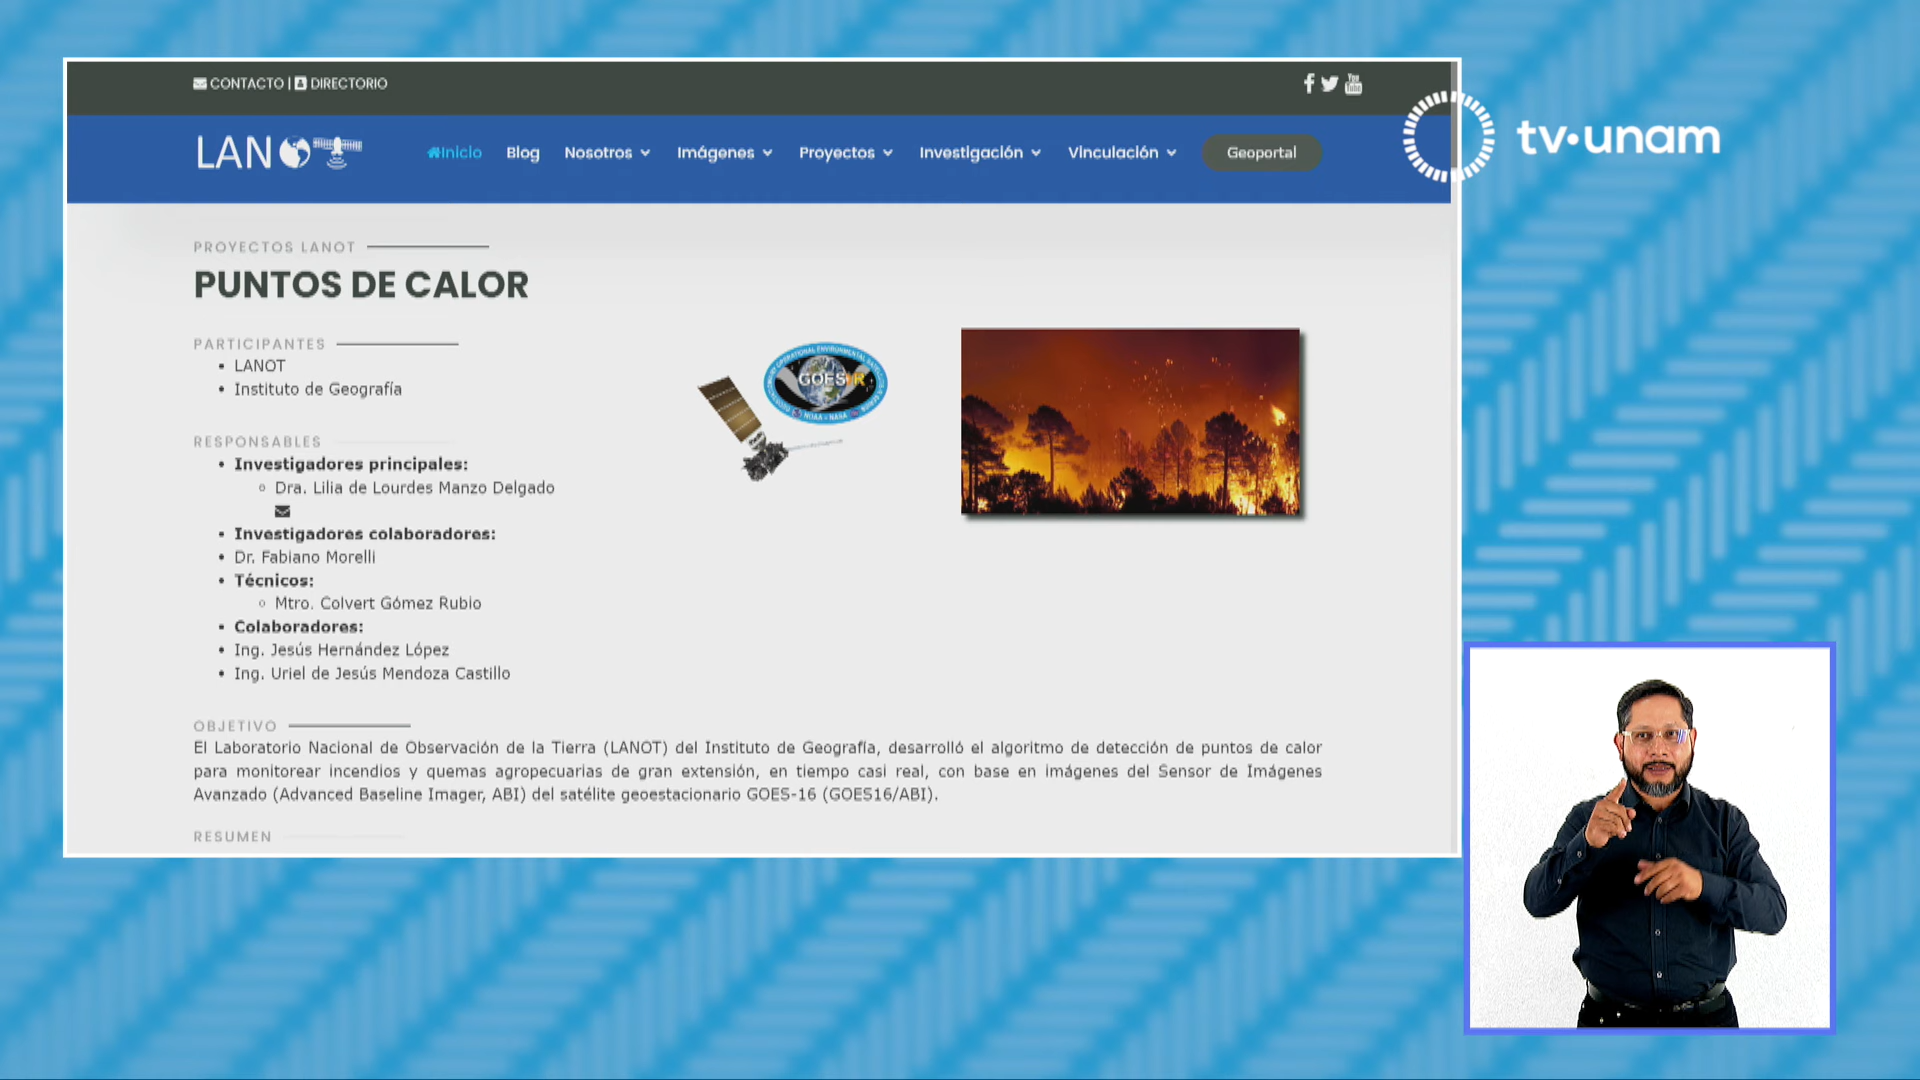 CONTACTO | DIRECTORIO
tv·unam
LANOT
Inicio Blog Nosotros Imágenes Proyectos Investigación Vinculación Geoportal
PROYECTOS LANOT
PUNTOS DE CALOR
PARTICIPANTES
LANOT
Instituto de Geografía
GOES-R
NOAA - NASA
RESPONSABLES
Investigadores principales:
Dra. Lilia de Lourdes Manzo Delgado
Investigadores colaboradores:
Dr. Fabiano Morelli
Técnicos:
Mtro. Colvert Gómez Rubio
Colaboradores:
Ing. Jesús Hernández López
Ing. Uriel de Jesús Mendoza Castillo
OBJETIVO
El Laboratorio Nacional de Observación de la Tierra (LANOT) del Instituto de Geografía, desarrolló el algoritmo de detección de puntos de calor
para monitorear incendios y quemas agropecuarias de gran extensión, en tiempo casi real, con base en imágenes del Sensor de Imágenes
Avanzado (Advanced Baseline Imager, ABI) del satélite geoestacionario GOES-16 (GOES16/ABI).
RESUMEN